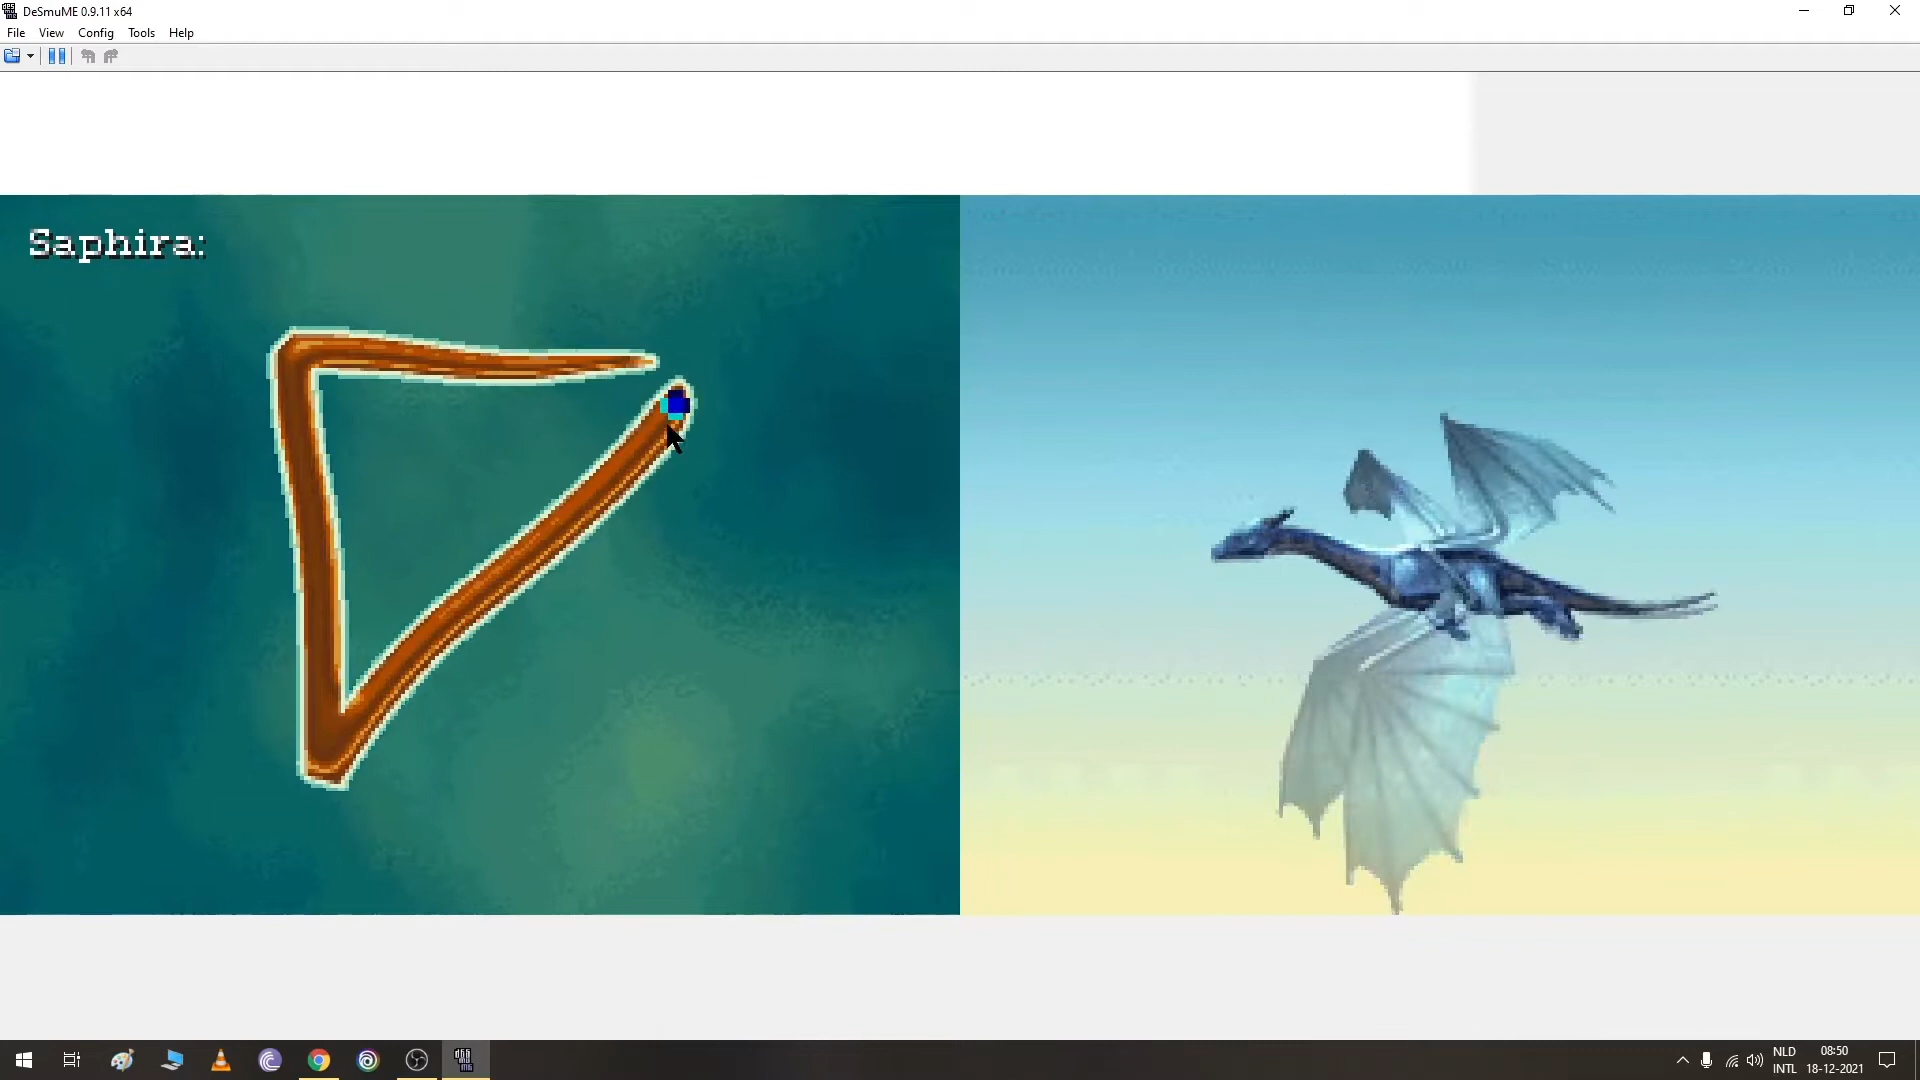 DeSmuME 0.9.11 x64
File View Config Tools Help
Saphira:
NLD 08:50
INTL 18-12-2021